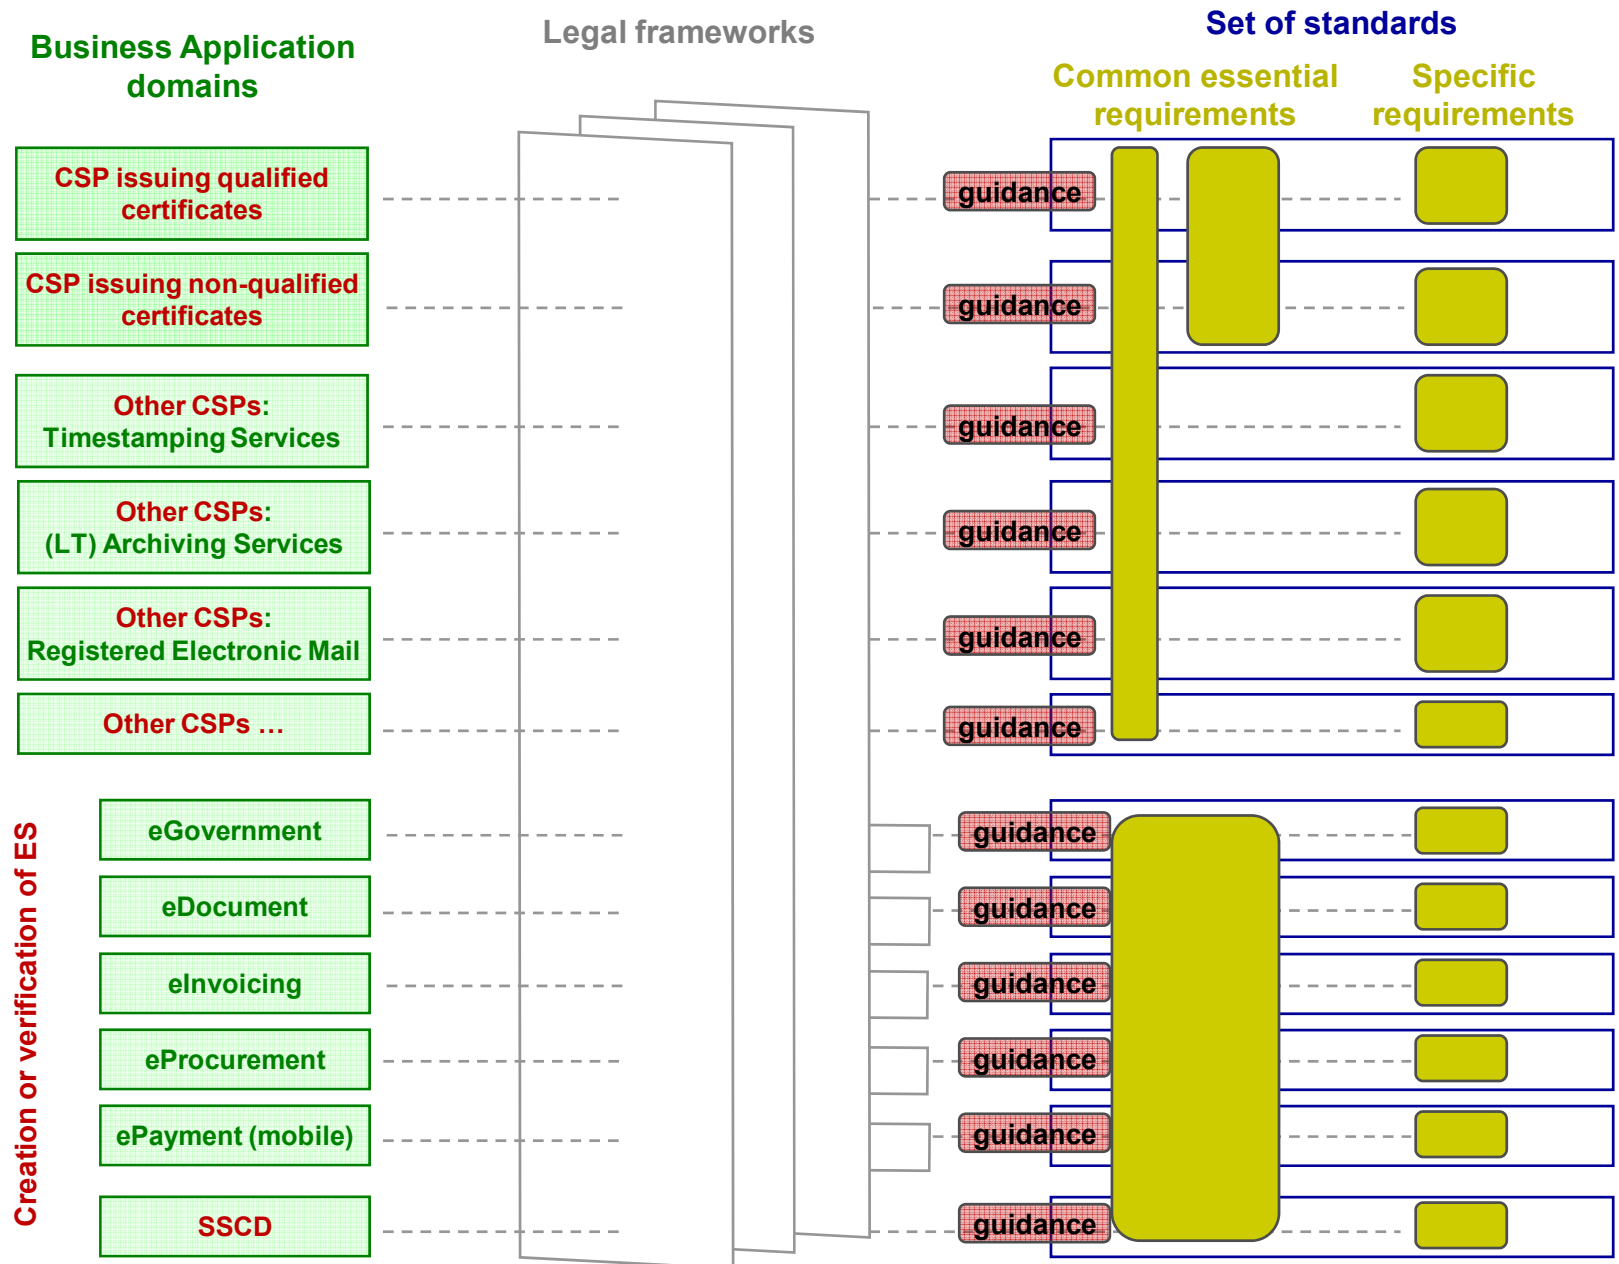 Business Application
domains
Legal frameworks
Set of standards
Common essential
requirements
Specific
requirements
CSP issuing qualified
certificates
guidance
CSP issuing non-qualified
certificates
guidance
Other CSPs:
Timestamping Services
guidance
Other CSPs:
(LT) Archiving Services
guidance
Other CSPs:
Registered Electronic Mail
guidance
Other CSPs ...
guidance
Creation or verification of ES
eGovernment
guidance
eDocument
guidance
eInvoicing
guidance
eProcurement
guidance
ePayment (mobile)
guidance
SSCD
guidance